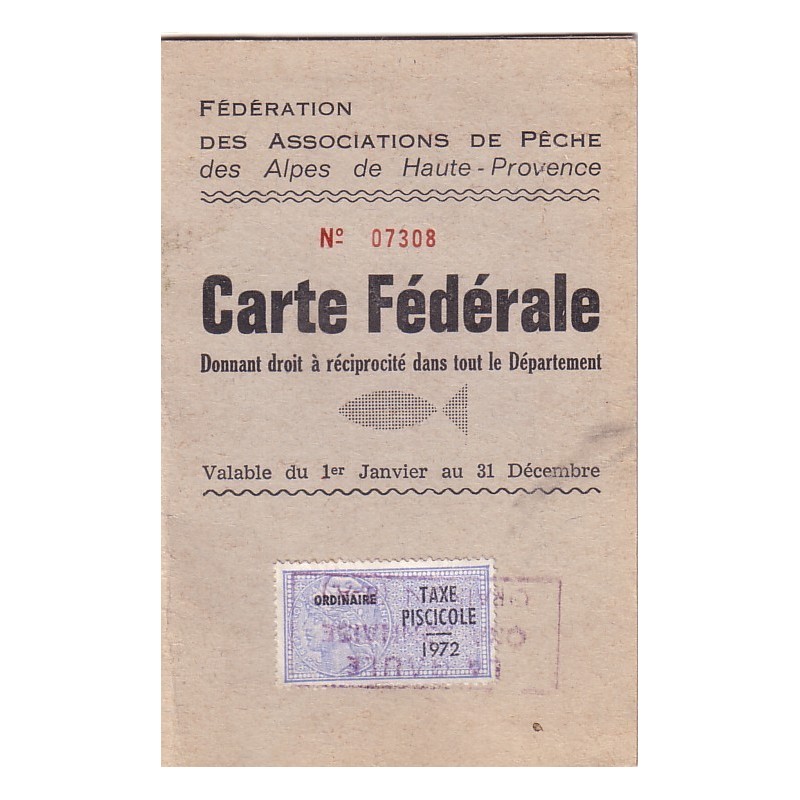 FÉDÉRATION
DES ASSOCIATIONS DE PÊCHE
des Alpes de Haute-Provence
Nº 07308
Carte Fédérale
Donnant droit à réciprocité dans tout le Département
Valable du 1er Janvier au 31 Décembre
ORDINAIRE
TAXE
PISCICOLE
1972